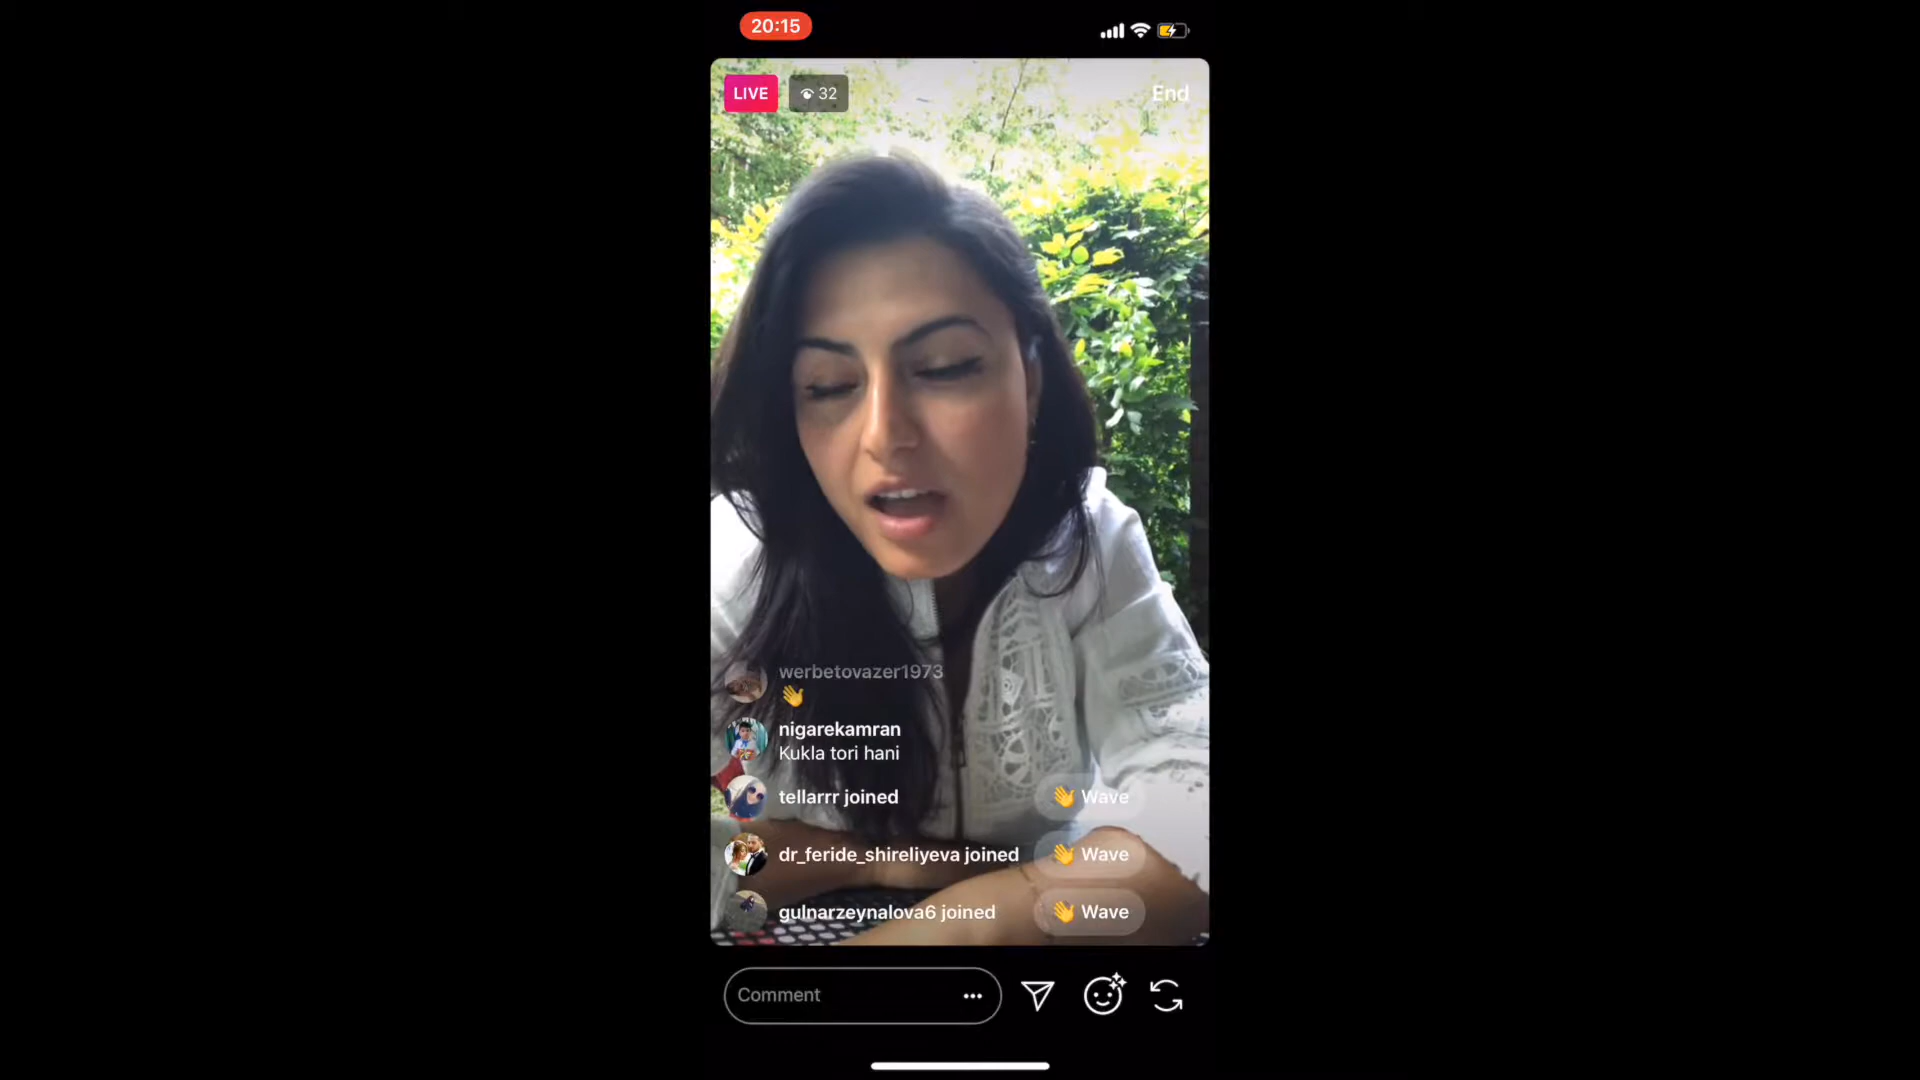 20:15
LIVE
32
End
werbetovazer1973
👋
nigarekamran
Kukla tori hani
tellarrr joined
👋 Wave
dr_feride_shireliyeva joined
👋 Wave
gulnarzeynalova6 joined
👋 Wave
Comment